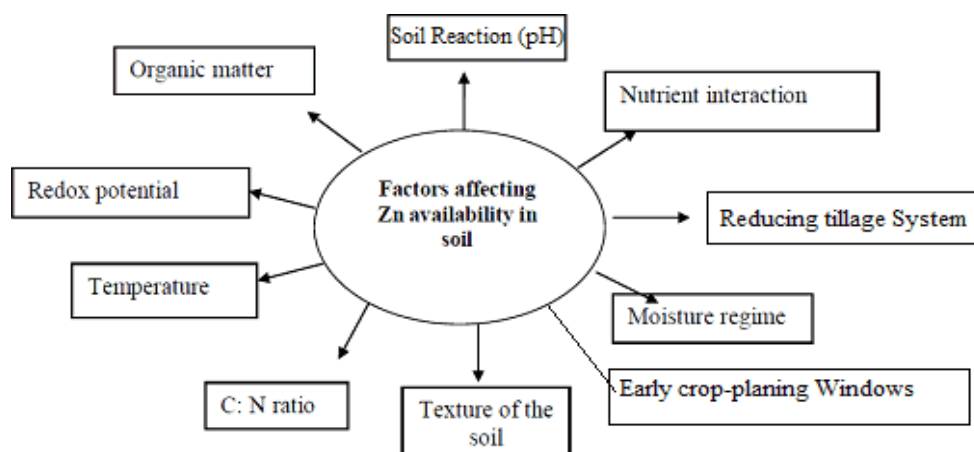 Soil Reaction (pH)
Organic matter
Nutrient interaction
Redox potential
Factors affecting
Zn availability in
soil
Reducing tillage System
Temperature
Moisture regime
C: N ratio
Texture of the
soil
Early crop-planing Windows